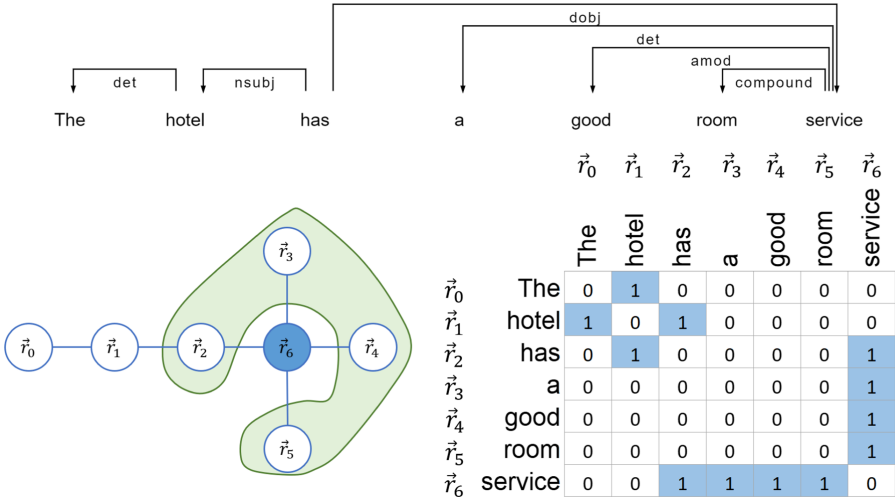 dobj
det
amod
det nsubj compound
The hotel has a good room service
r⃗0 r⃗1 r⃗2 r⃗3 r⃗4 r⃗5 r⃗6
The hotel has a good room service
r⃗3
r⃗0 r⃗1 r⃗2 r⃗6 r⃗4
r⃗5
r⃗0 The 0 1 0 0 0 0 0
r⃗1 hotel 1 0 1 0 0 0 0
r⃗2 has 0 1 0 0 0 0 1
r⃗3 a 0 0 0 0 0 0 1
r⃗4 good 0 0 0 0 0 0 1
r⃗5 room 0 0 0 0 0 0 1
r⃗6 service 0 0 1 1 1 1 0